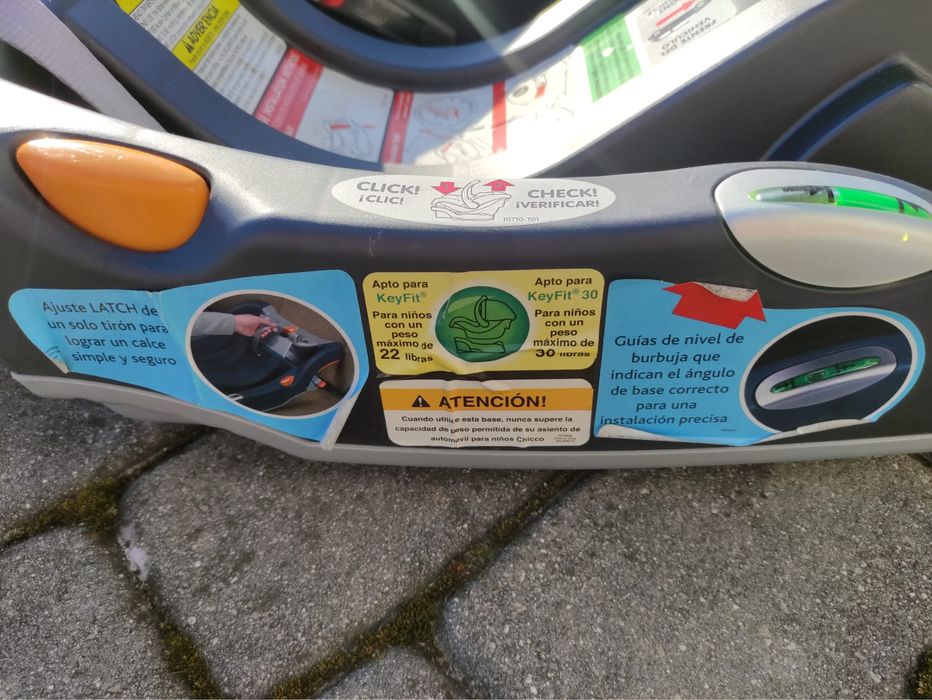 ADVERTENCIA
FRENTE DEL
VEHÍCULO
CLICK!
¡CLIC!
CHECK!
¡VERIFICAR!
10710-T01
Ajuste LATCH de
un solo tirón para
lograr un calce
simple y seguro
Apto para
KeyFit®
Para niños
con un
peso
máximo de
22 libras
Apto para
KeyFit® 30
Para niños
con un
peso
máximo de
30 libras
ATENCIÓN!
Cuando utilice esta base, nunca supere la
capacidad de peso permitida de su asiento de
automóvil para niños Chicco
Guías de nivel de
burbuja que
indican el ángulo
de base correcto
para una
instalación precisa